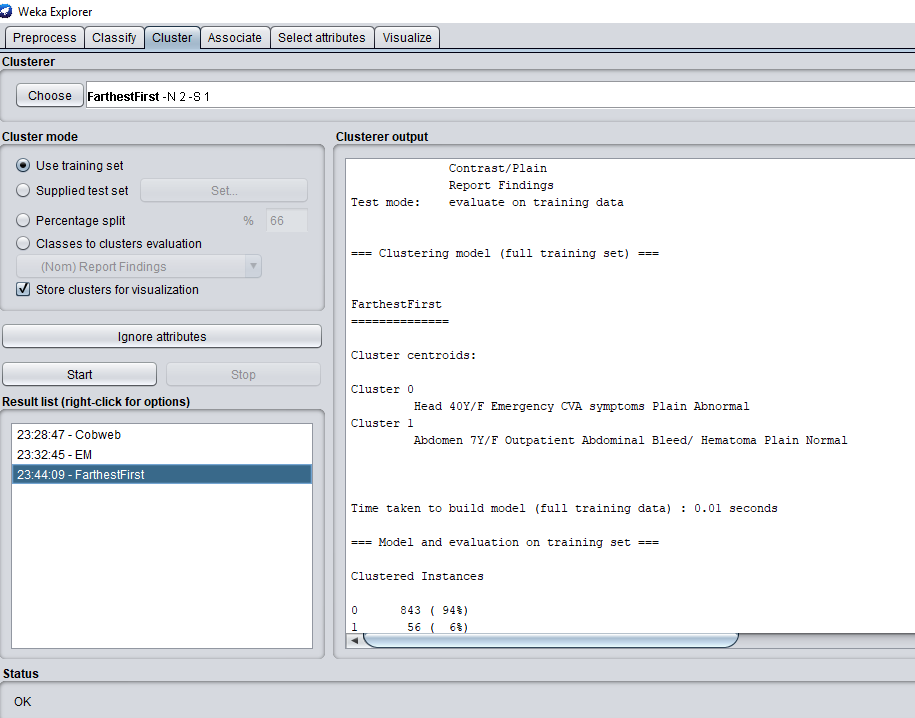 Weka Explorer
Preprocess Classify Cluster Associate Select attributes Visualize
Clusterer
Choose FarthestFirst -N 2 -S 1
Cluster mode
Use training set
Supplied test set Set...
Percentage split % 66
Classes to clusters evaluation
(Nom) Report Findings
Store clusters for visualization
Ignore attributes
Start Stop
Result list (right-click for options)
23:28:47 - Cobweb
23:32:45 - EM
23:44:09 - FarthestFirst
Clusterer output
Contrast/Plain
Report Findings
Test mode: evaluate on training data
=== Clustering model (full training set) ===
FarthestFirst
==============
Cluster centroids:
Cluster 0
Head 40Y/F Emergency CVA symptoms Plain Abnormal
Cluster 1
Abdomen 7Y/F Outpatient Abdominal Bleed/ Hematoma Plain Normal
Time taken to build model (full training data) : 0.01 seconds
=== Model and evaluation on training set ===
Clustered Instances
0 843 ( 94%)
1 56 ( 6%)
Status
OK